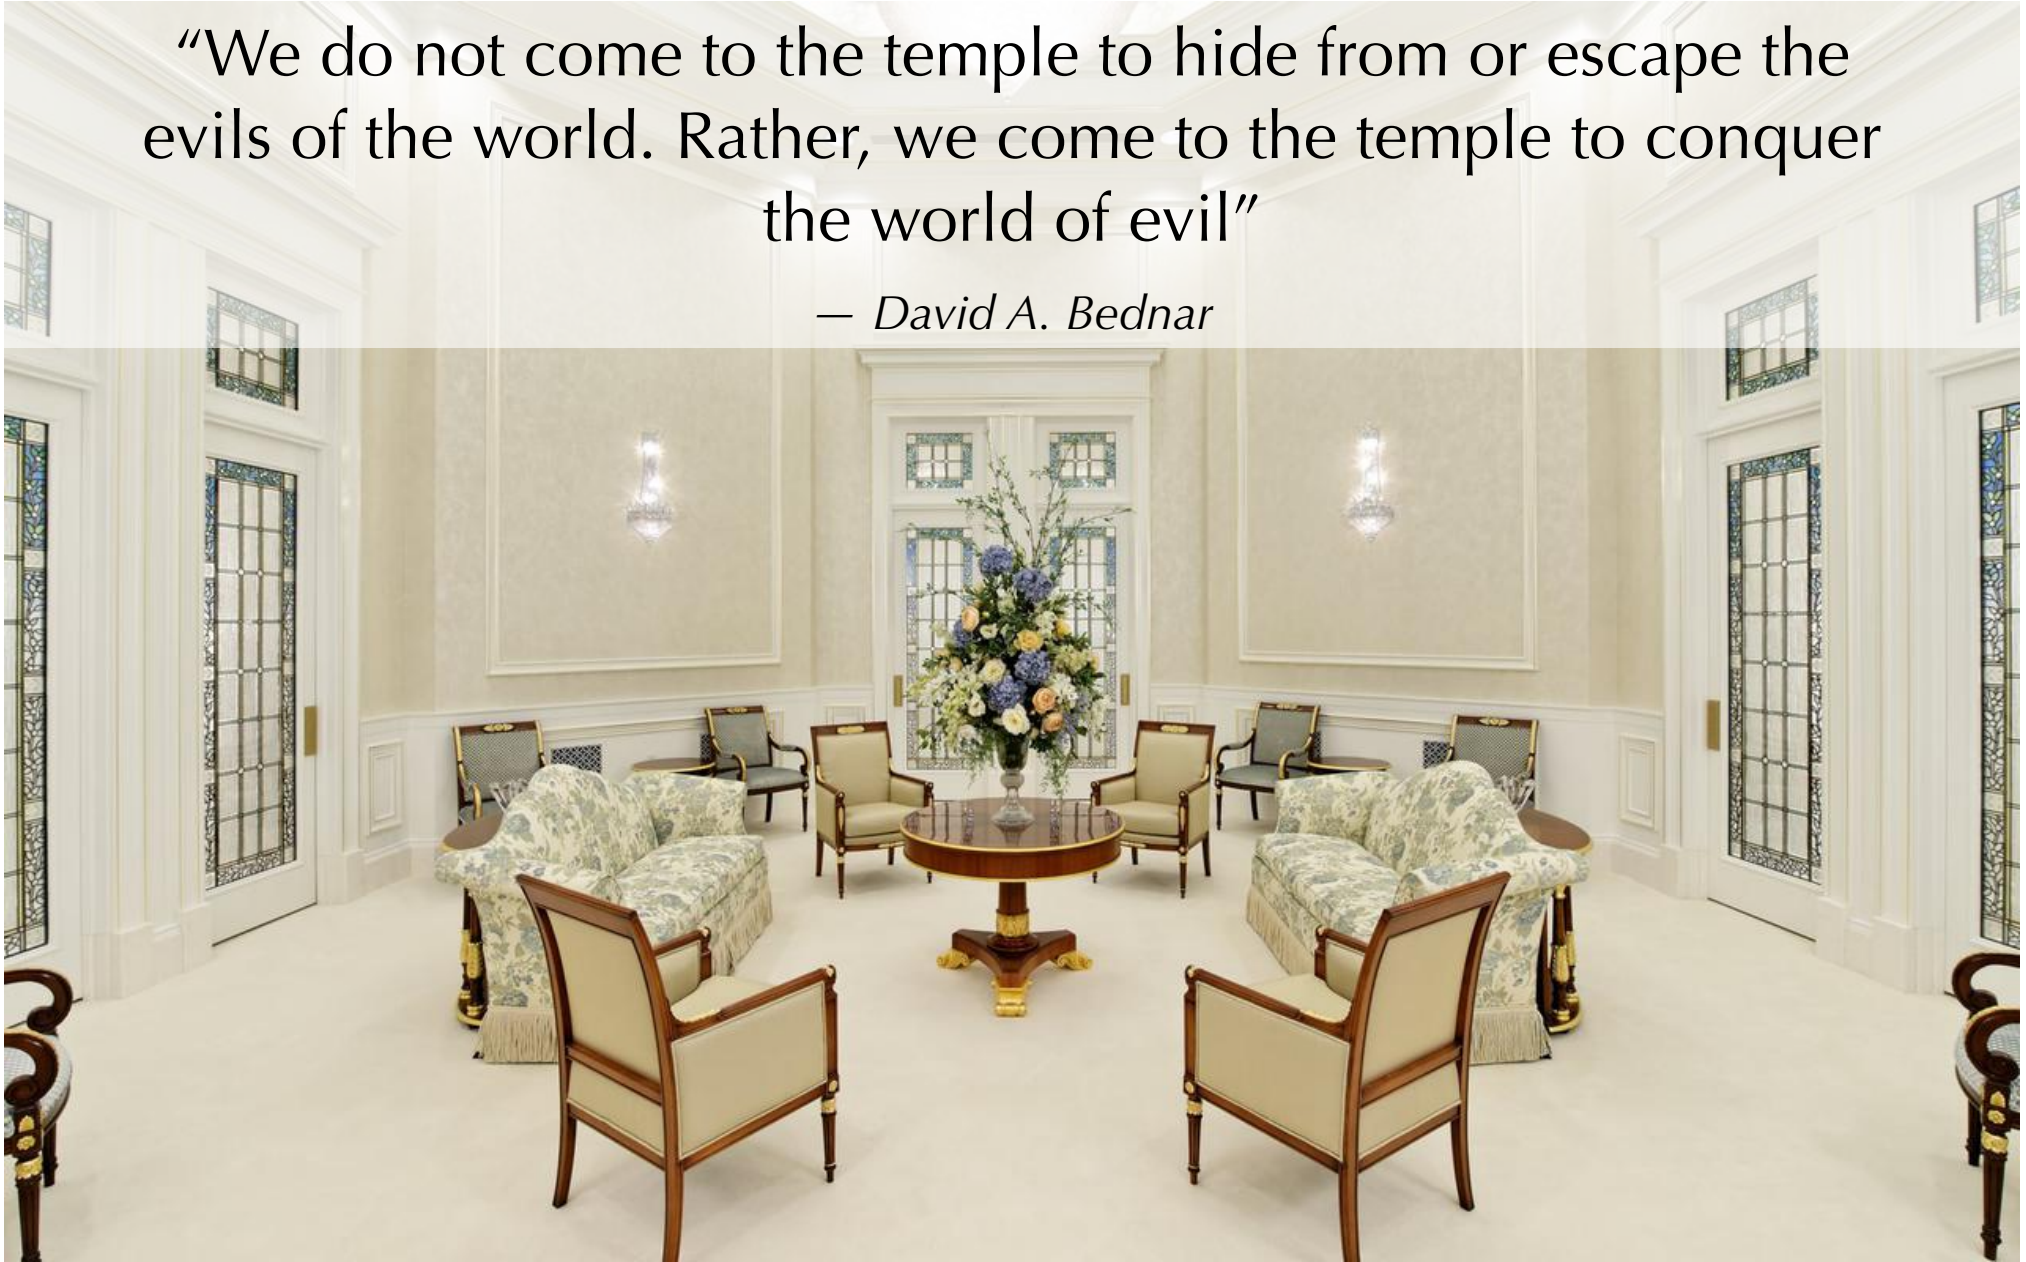 “We do not come to the temple to hide from or escape the
evils of the world. Rather, we come to the temple to conquer
the world of evil”
— David A. Bednar